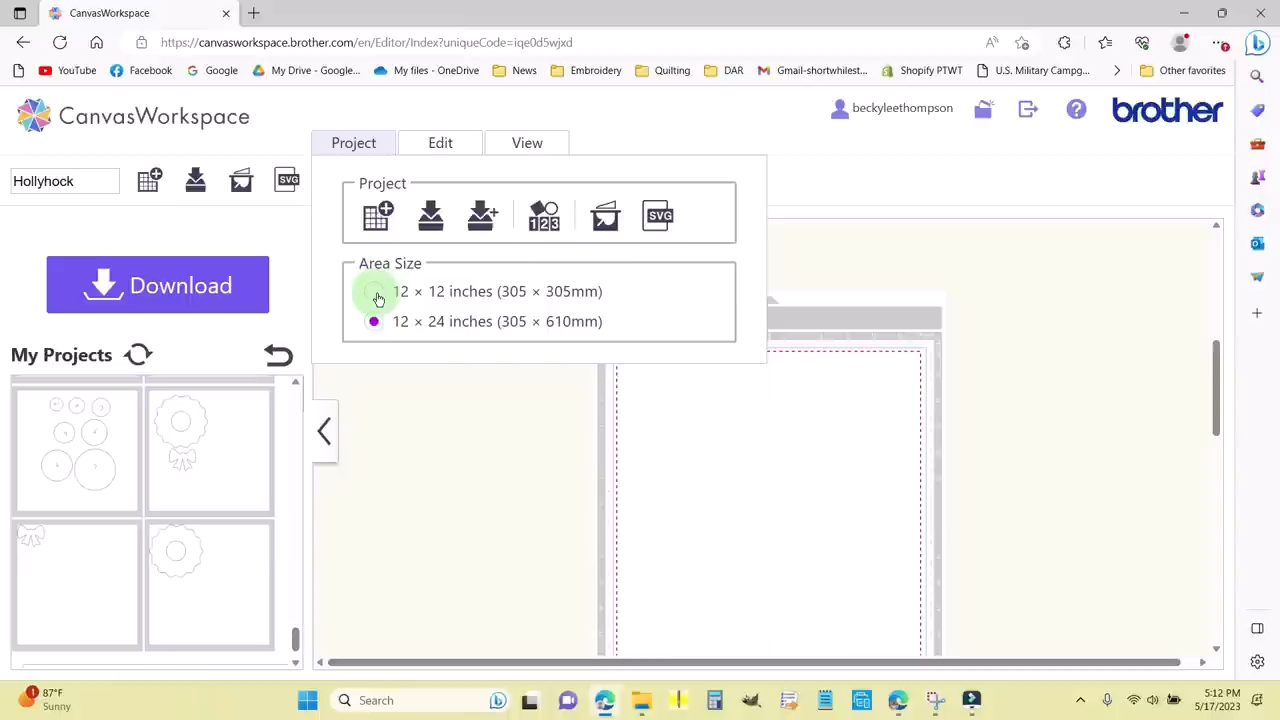 CanvasWorkspace
https://canvasworkspace.brother.com/en/Editor/Index?uniqueCode=iqe0d5wjxd
YouTube
Facebook
Google
My Drive - Google...
My files - OneDrive
News
Embroidery
Quilting
DAR
Gmail-shortwhilest...
Shopify PTWT
U.S. Military Campg...
Other favorites
CanvasWorkspace
beckyleethompson
brother
Project
Edit
View
Hollyhock
SVG
Project
123
SVG
Download
Area Size
12 × 12 inches (305 × 305mm)
12 × 24 inches (305 × 610mm)
My Projects
1
87°F
Sunny
Search
5:12 PM
5/17/2023